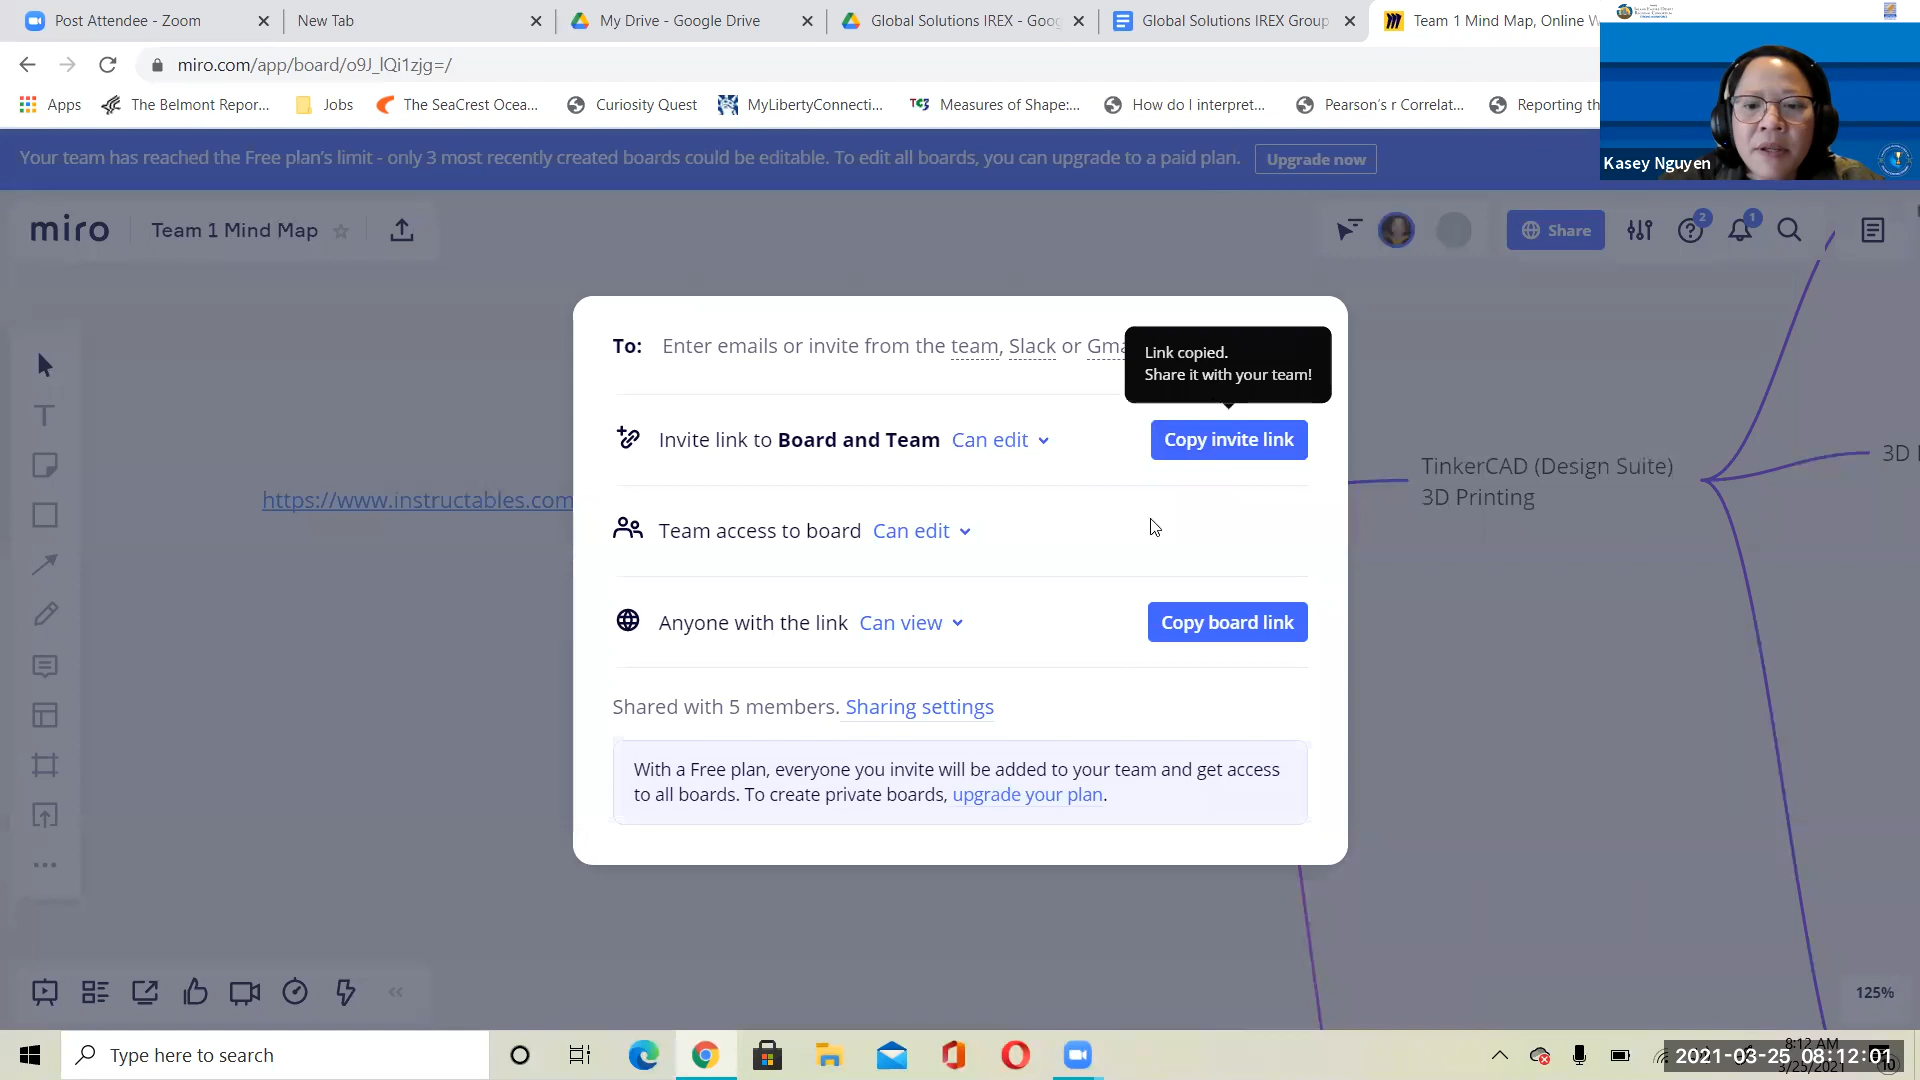 Post Attendee - Zoom
New Tab
My Drive - Google Drive
Global Solutions IREX - Goog
Global Solutions IREX Group
Team 1 Mind Map, Online W
miro.com/app/board/o9J_lQi1zjg=/
Apps
The Belmont Repor...
Jobs
The SeaCrest Ocea...
Curiosity Quest
MyLibertyConnecti...
Measures of Shape:...
How do I interpret...
Pearson's r Correlat...
Reporting th
Kasey Nguyen
Your team has reached the Free plan's limit - only 3 most recently created boards could be editable. To edit all boards, you can upgrade to a paid plan.
Upgrade now
miro
Team 1 Mind Map
Share
2
1
To: Enter emails or invite from the team, Slack or Gma
Link copied.
Share it with your team!
Invite link to Board and Team Can edit
Copy invite link
Team access to board Can edit
Anyone with the link Can view
Copy board link
Shared with 5 members. Sharing settings
With a Free plan, everyone you invite will be added to your team and get access
to all boards. To create private boards, upgrade your plan.
https://www.instructables.com
TinkerCAD (Design Suite)
3D Printing
3D
125%
Type here to search
8:12 AM
2021-03-25 08:12:01
3/25/2021
10